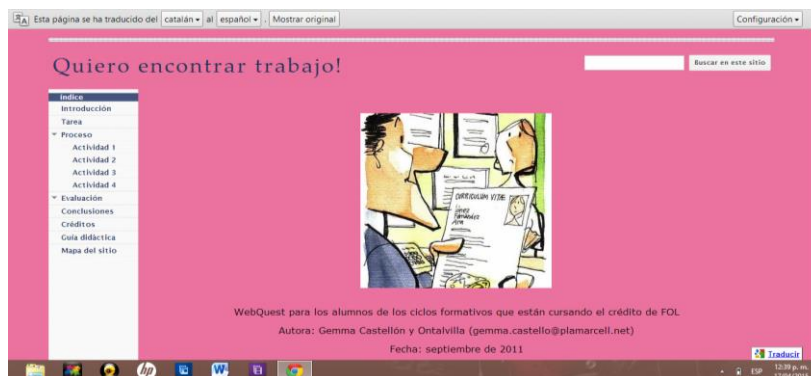 Esta página se ha traducido del catalán al español . Mostrar original Configuración
Quiero encontrar trabajo!
Buscar en este sitio
índice
Introducción
Tarea
Proceso
Actividad 1
Actividad 2
Actividad 3
Actividad 4
Evaluación
Conclusiones
Créditos
Guía didáctica
Mapa del sitio
CURRICULUM VITAE
WebQuest para los alumnos de los ciclos formativos que están cursando el crédito de FOL
Autora: Gemma Castellón y Ontalvilla (gemma.castello@plamarcell.net)
Fecha: septiembre de 2011
Traducir
hp
ESP
12:39 p. m.